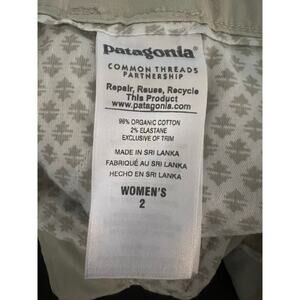 patagonia®
COMMON THREADS
PARTNERSHIP
Repair, Reuse, Recycle
This Product
www.patagonia.com
98% ORGANIC COTTON
2% ELASTANE
EXCLUSIVE OF TRIM
MADE IN SRI LANKA
FABRIQUÉ AU SRI LANKA
HECHO EN SRI LANKA
WOMEN'S
2